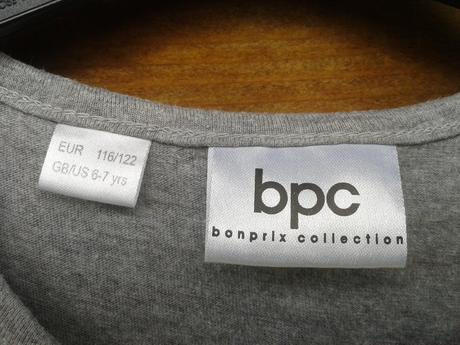 EUR 116/122
GB/US 6-7 yrs
bpc
bonprix collection